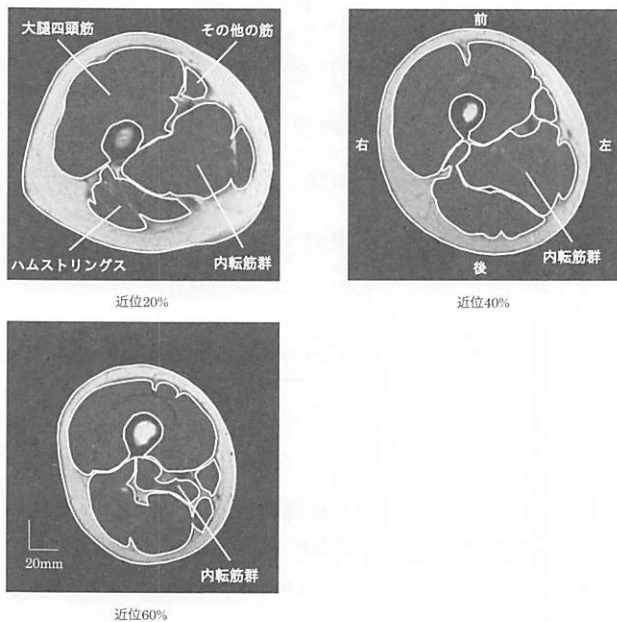 大腿四頭筋
その他の筋
ハムストリングス
内転筋群
近位20%
前
右
左
内転筋群
後
近位40%
20mm
内転筋群
近位60%